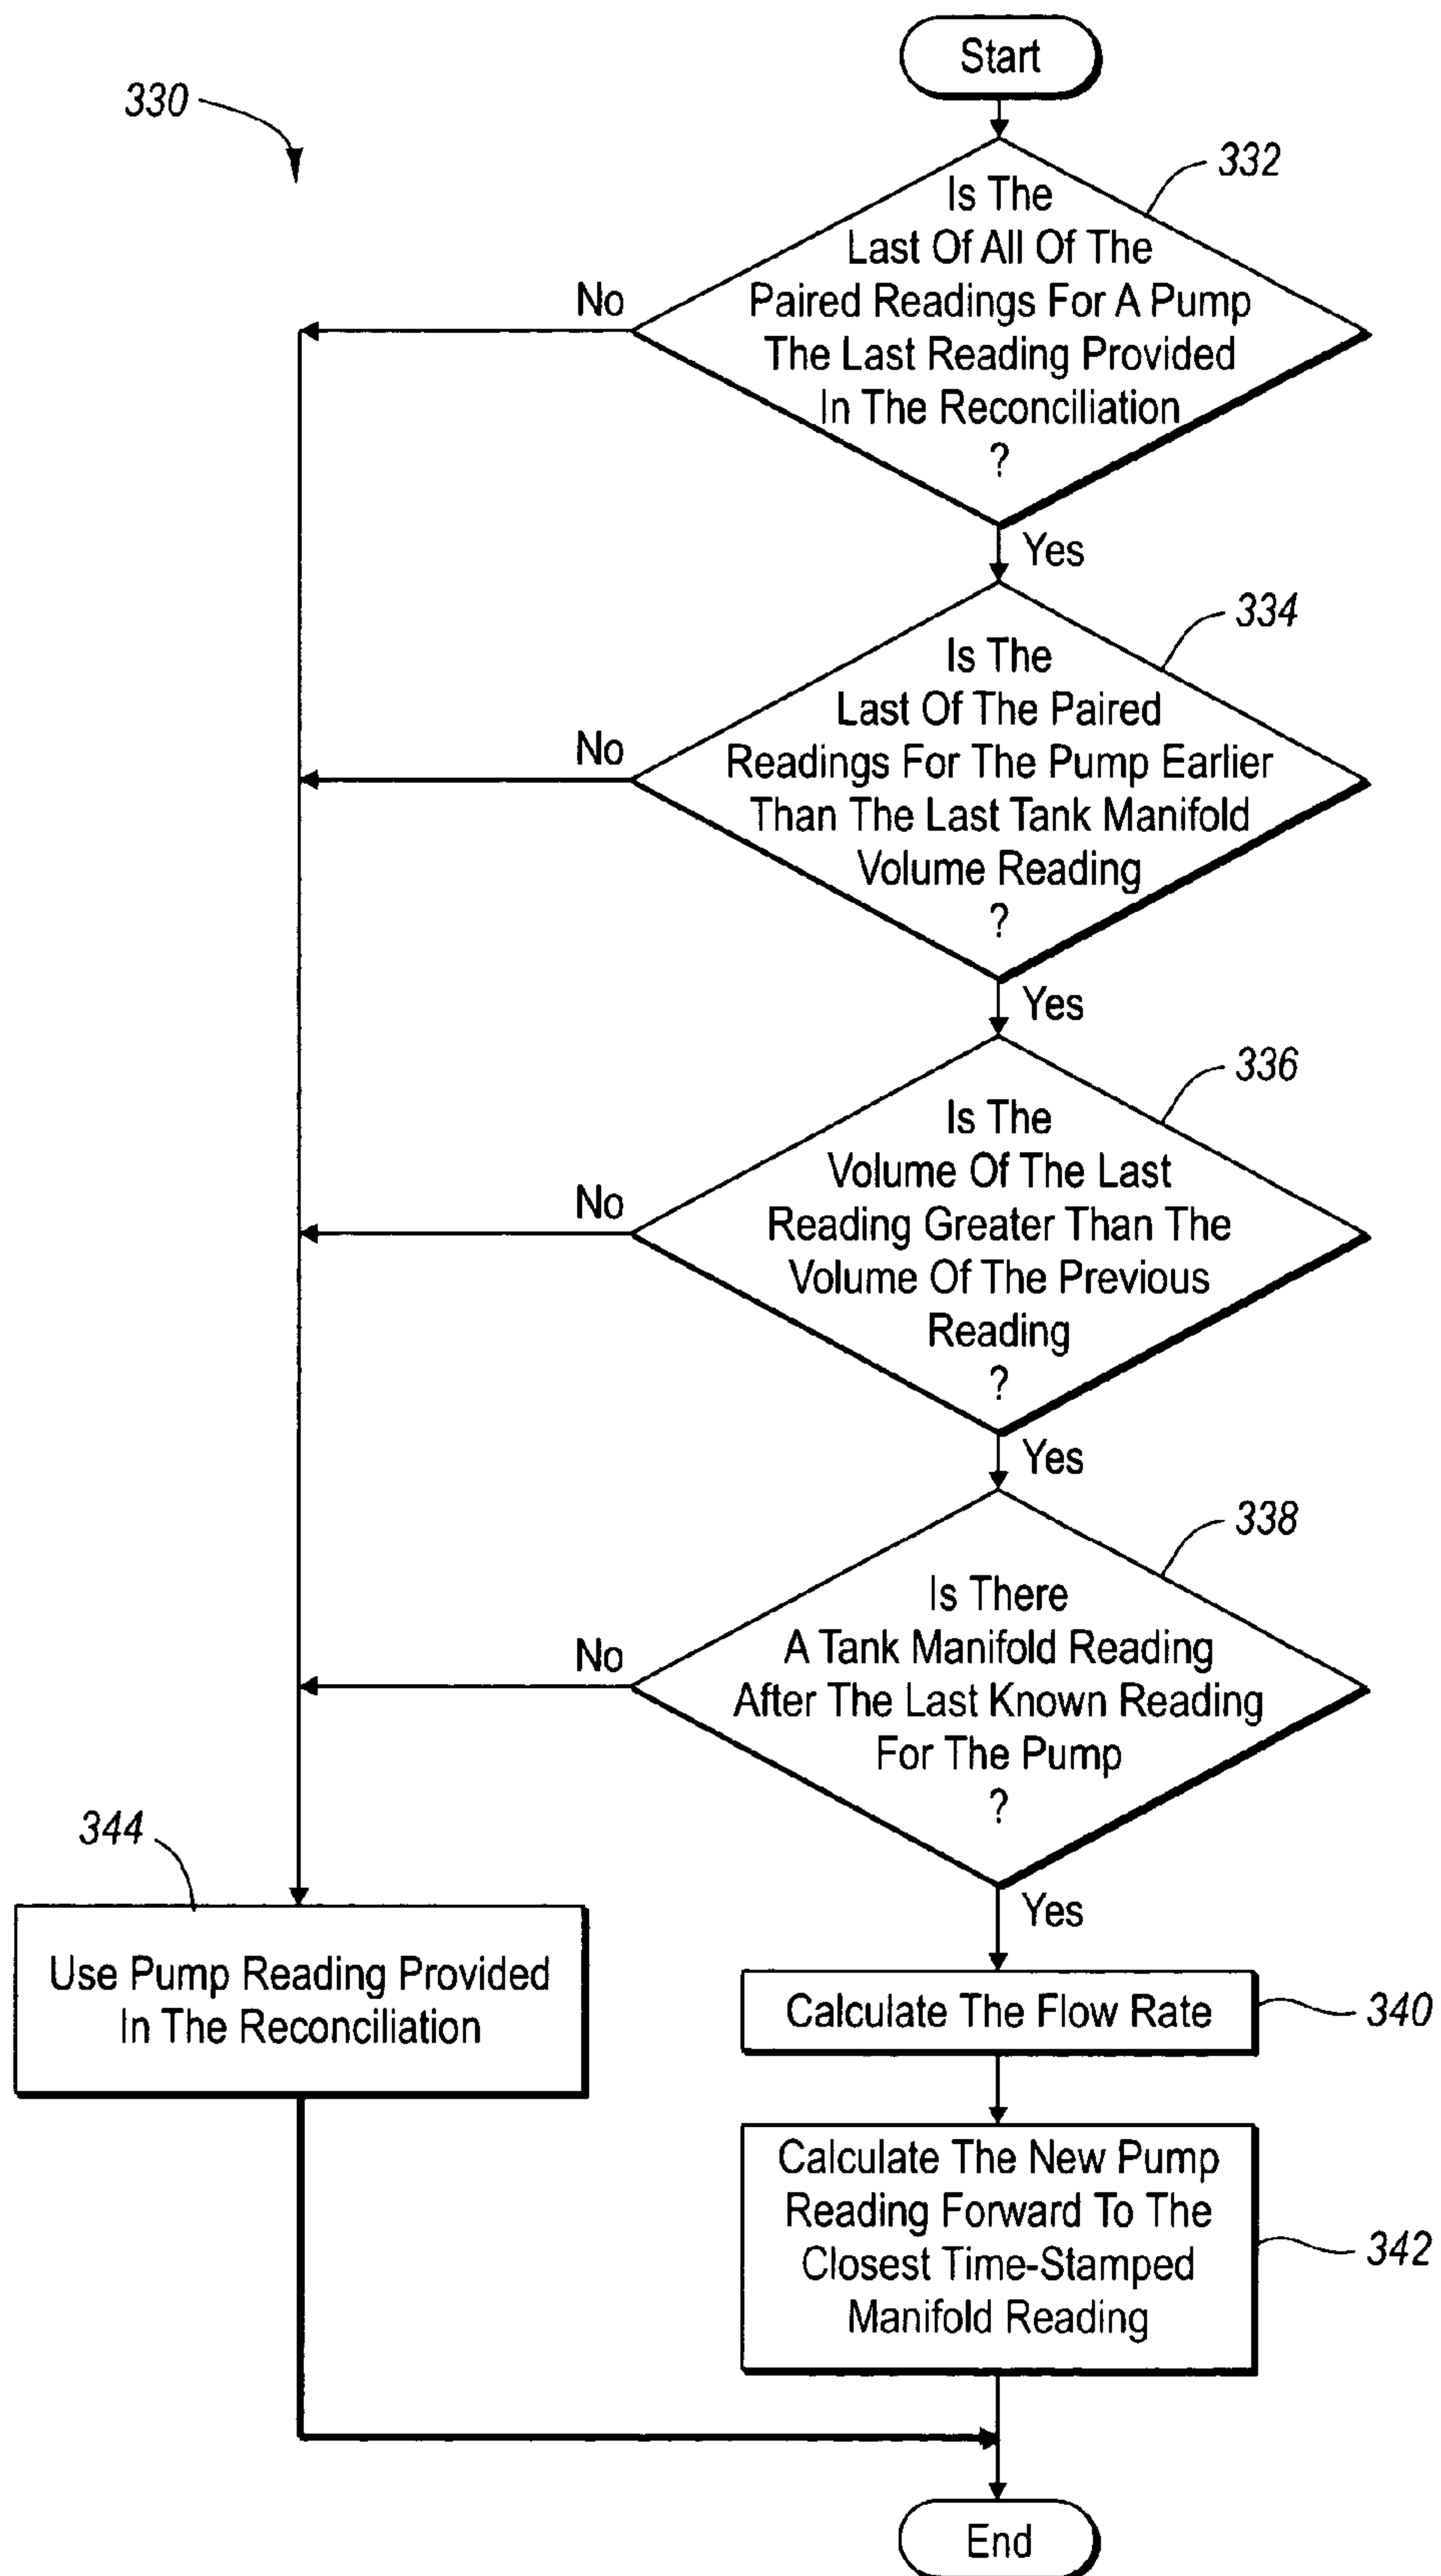 Start
330
332
Is The
Last Of All Of The
Paired Readings For A Pump
The Last Reading Provided
In The Reconciliation
?
No
Yes
334
Is The
Last Of The Paired
Readings For The Pump Earlier
Than The Last Tank Manifold
Volume Reading
?
No
Yes
336
Is The
Volume Of The Last
Reading Greater Than The
Volume Of The Previous
Reading
?
No
Yes
338
Is There
A Tank Manifold Reading
After The Last Known Reading
For The Pump
?
No
Yes
344
Use Pump Reading Provided
In The Reconciliation
Calculate The Flow Rate
340
Calculate The New Pump
Reading Forward To The
Closest Time-Stamped
Manifold Reading
342
End